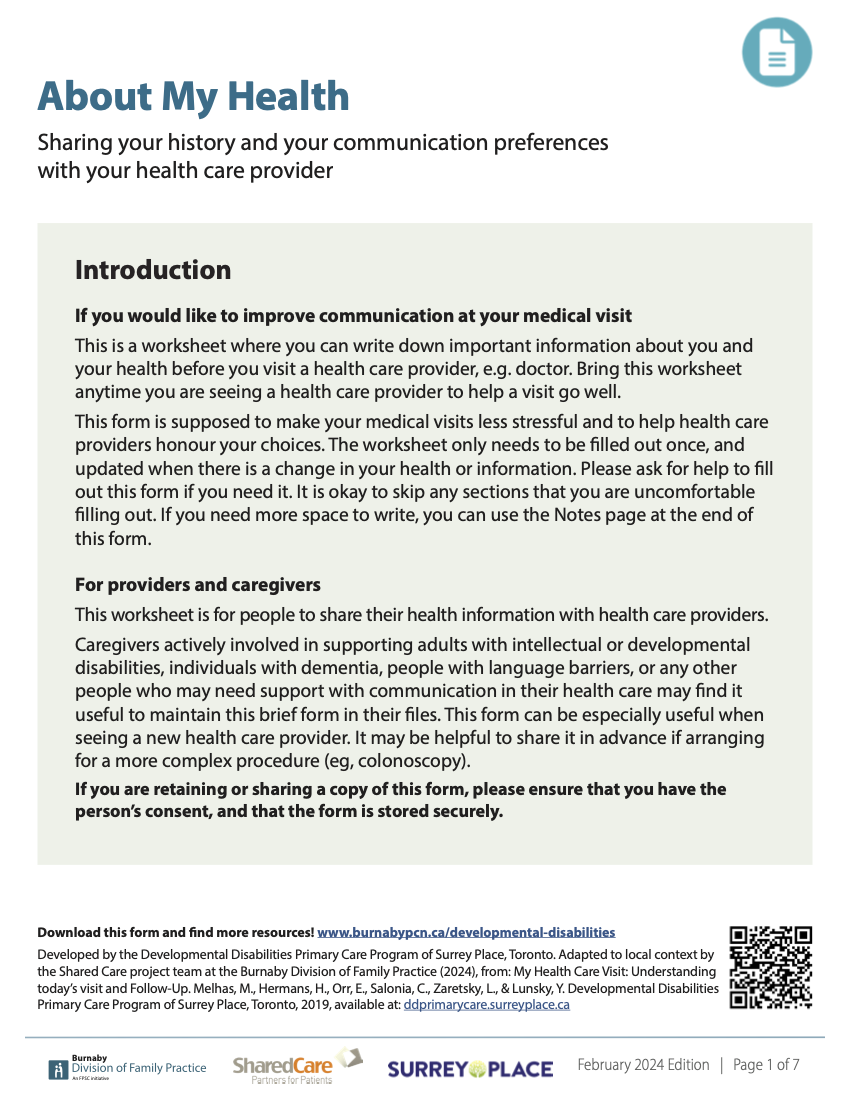 About My Health
Sharing your history and your communication preferences
with your health care provider
Introduction
If you would like to improve communication at your medical visit
This is a worksheet where you can write down important information about you and
your health before you visit a health care provider, e.g. doctor. Bring this worksheet
anytime you are seeing a health care provider to help a visit go well.
This form is supposed to make your medical visits less stressful and to help health care
providers honour your choices. The worksheet only needs to be filled out once, and
updated when there is a change in your health or information. Please ask for help to fill
out this form if you need it. It is okay to skip any sections that you are uncomfortable
filling out. If you need more space to write, you can use the Notes page at the end of
this form.
For providers and caregivers
This worksheet is for people to share their health information with health care providers.
Caregivers actively involved in supporting adults with intellectual or developmental
disabilities, individuals with dementia, people with language barriers, or any other
people who may need support with communication in their health care may find it
useful to maintain this brief form in their files. This form can be especially useful when
seeing a new health care provider. It may be helpful to share it in advance if arranging
for a more complex procedure (eg, colonoscopy).
If you are retaining or sharing a copy of this form, please ensure that you have the
person's consent, and that the form is stored securely.
Download this form and find more resources! www.burnabypcn.ca/developmental-disabilities
Developed by the Developmental Disabilities Primary Care Program of Surrey Place, Toronto. Adapted to local context by
the Shared Care project team at the Burnaby Division of Family Practice (2024), from: My Health Care Visit: Understanding
today's visit and Follow-Up. Melhas, M., Hermans, H., Orr, E., Salonia, C., Zaretsky, L., & Lunsky, Y. Developmental Disabilities
Primary Care Program of Surrey Place, Toronto, 2019, available at: ddprimarycare.surreyplace.ca
Burnaby
Division of Family Practice
An FPSC initiative
SharedCare
Partners for Patients
SURREY PLACE
February 2024 Edition | Page 1 of 7